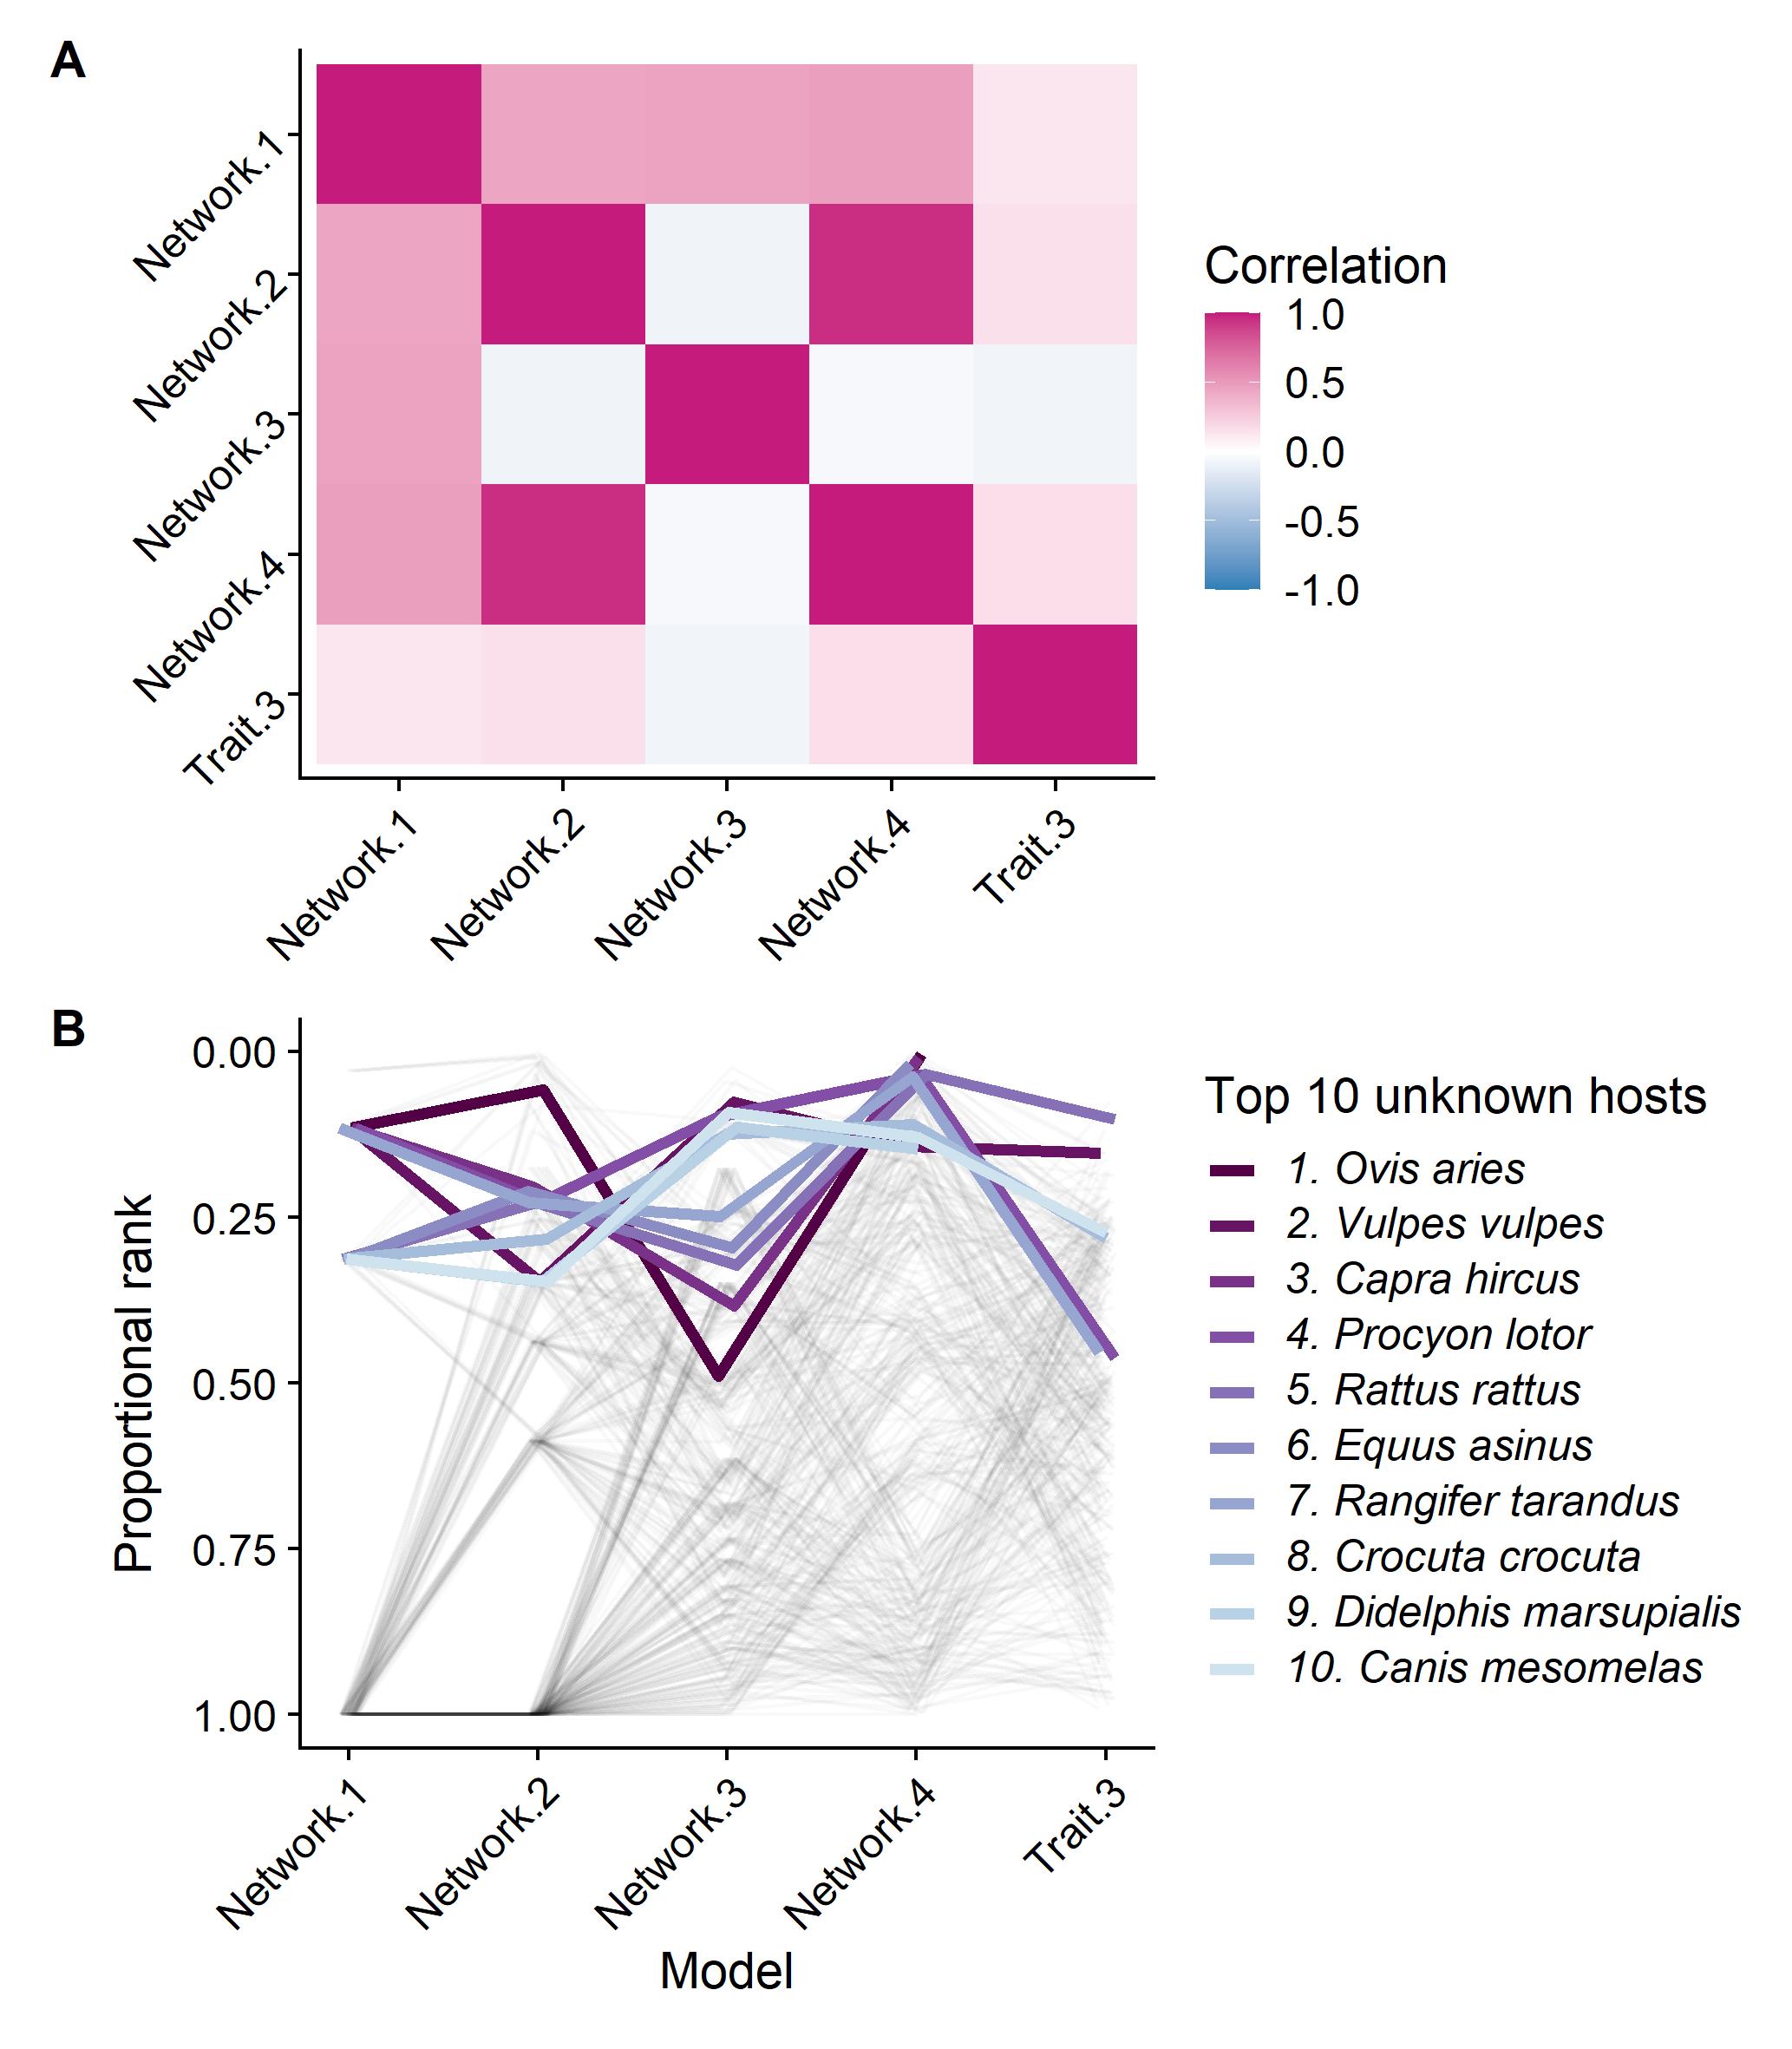 A
Network.1
Network.2
Network.3
Network.4
Trait.3
Network.1
Network.2
Network.3
Network.4
Trait.3
Correlation
1.0
0.5
0.0
-0.5
-1.0
B
Proportional rank
0.00
0.25
0.50
0.75
1.00
Network.1
Network.2
Network.3
Network.4
Trait.3
Model
Top 10 unknown hosts
1. Ovis aries
2. Vulpes vulpes
3. Capra hircus
4. Procyon lotor
5. Rattus rattus
6. Equus asinus
7. Rangifer tarandus
8. Crocuta crocuta
9. Didelphis marsupialis
10. Canis mesomelas